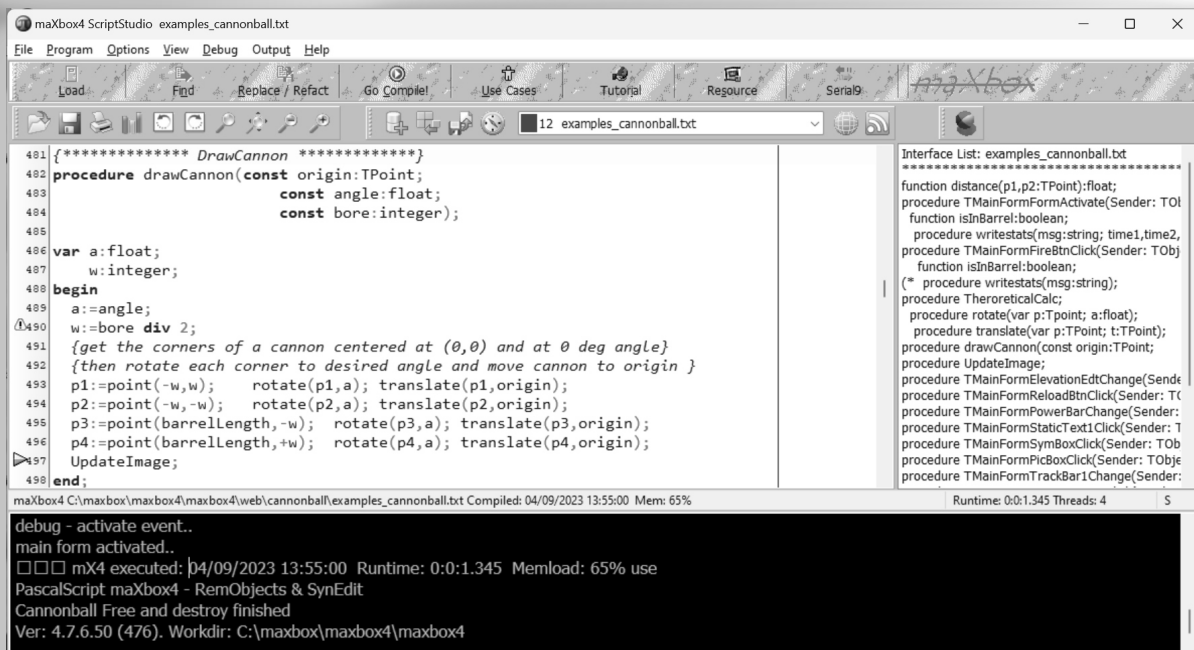 maXbox4 ScriptStudio examples_cannonball.txt
File Program Options View Debug Output Help
Load Find Replace / Refact Go Compile! Use Cases Tutorial Resource Serial9 maXbox
12 examples_cannonball.txt
481 {************** DrawCannon *************}
482 procedure drawCannon(const origin:TPoint;
483 const angle:float;
484 const bore:integer);
485
486 var a:float;
487 w:integer;
488 begin
489 a:=angle;
490 w:=bore div 2;
491 {get the corners of a cannon centered at (0,0) and at 0 deg angle}
492 {then rotate each corner to desired angle and move cannon to origin }
493 p1:=point(-w,w); rotate(p1,a); translate(p1,origin);
494 p2:=point(-w,-w); rotate(p2,a); translate(p2,origin);
495 p3:=point(barrelLength,-w); rotate(p3,a); translate(p3,origin);
496 p4:=point(barrelLength,+w); rotate(p4,a); translate(p4,origin);
497 UpdateImage;
498 end;
Interface List: examples_cannonball.txt
****************************************
function distance(p1,p2:TPoint):float;
procedure TMainFormFormActivate(Sender: TOb
function isInBarrel:boolean;
procedure writestats(msg:string; time1,time2,
procedure TMainFormFireBtnClick(Sender: TObj
function isInBarrel:boolean;
(* procedure writestats(msg:string);
procedure TheroreticalCalc;
procedure rotate(var p:Tpoint; a:float);
procedure translate(var p:TPoint; t:TPoint);
procedure drawCannon(const origin:TPoint;
procedure UpdateImage;
procedure TMainFormElevationEdtChange(Sende
procedure TMainFormReloadBtnClick(Sender: TO
procedure TMainFormPowerBarChange(Sender:
procedure TMainFormStaticText1Click(Sender: T
procedure TMainFormSymBoxClick(Sender: TOb
procedure TMainFormPicBoxClick(Sender: TObje
procedure TMainFormTrackBar1Change(Sender:
maXbox4 C:\maxbox\maxbox4\maxbox4\web\cannonball\examples_cannonball.txt Compiled: 04/09/2023 13:55:00 Mem: 65%
Runtime: 0:0:1.345 Threads: 4 S
debug - activate event..
main form activated..
□□□ mX4 executed: 04/09/2023 13:55:00 Runtime: 0:0:1.345 Memload: 65% use
PascalScript maXbox4 - RemObjects & SynEdit
Cannonball Free and destroy finished
Ver: 4.7.6.50 (476). Workdir: C:\maxbox\maxbox4\maxbox4